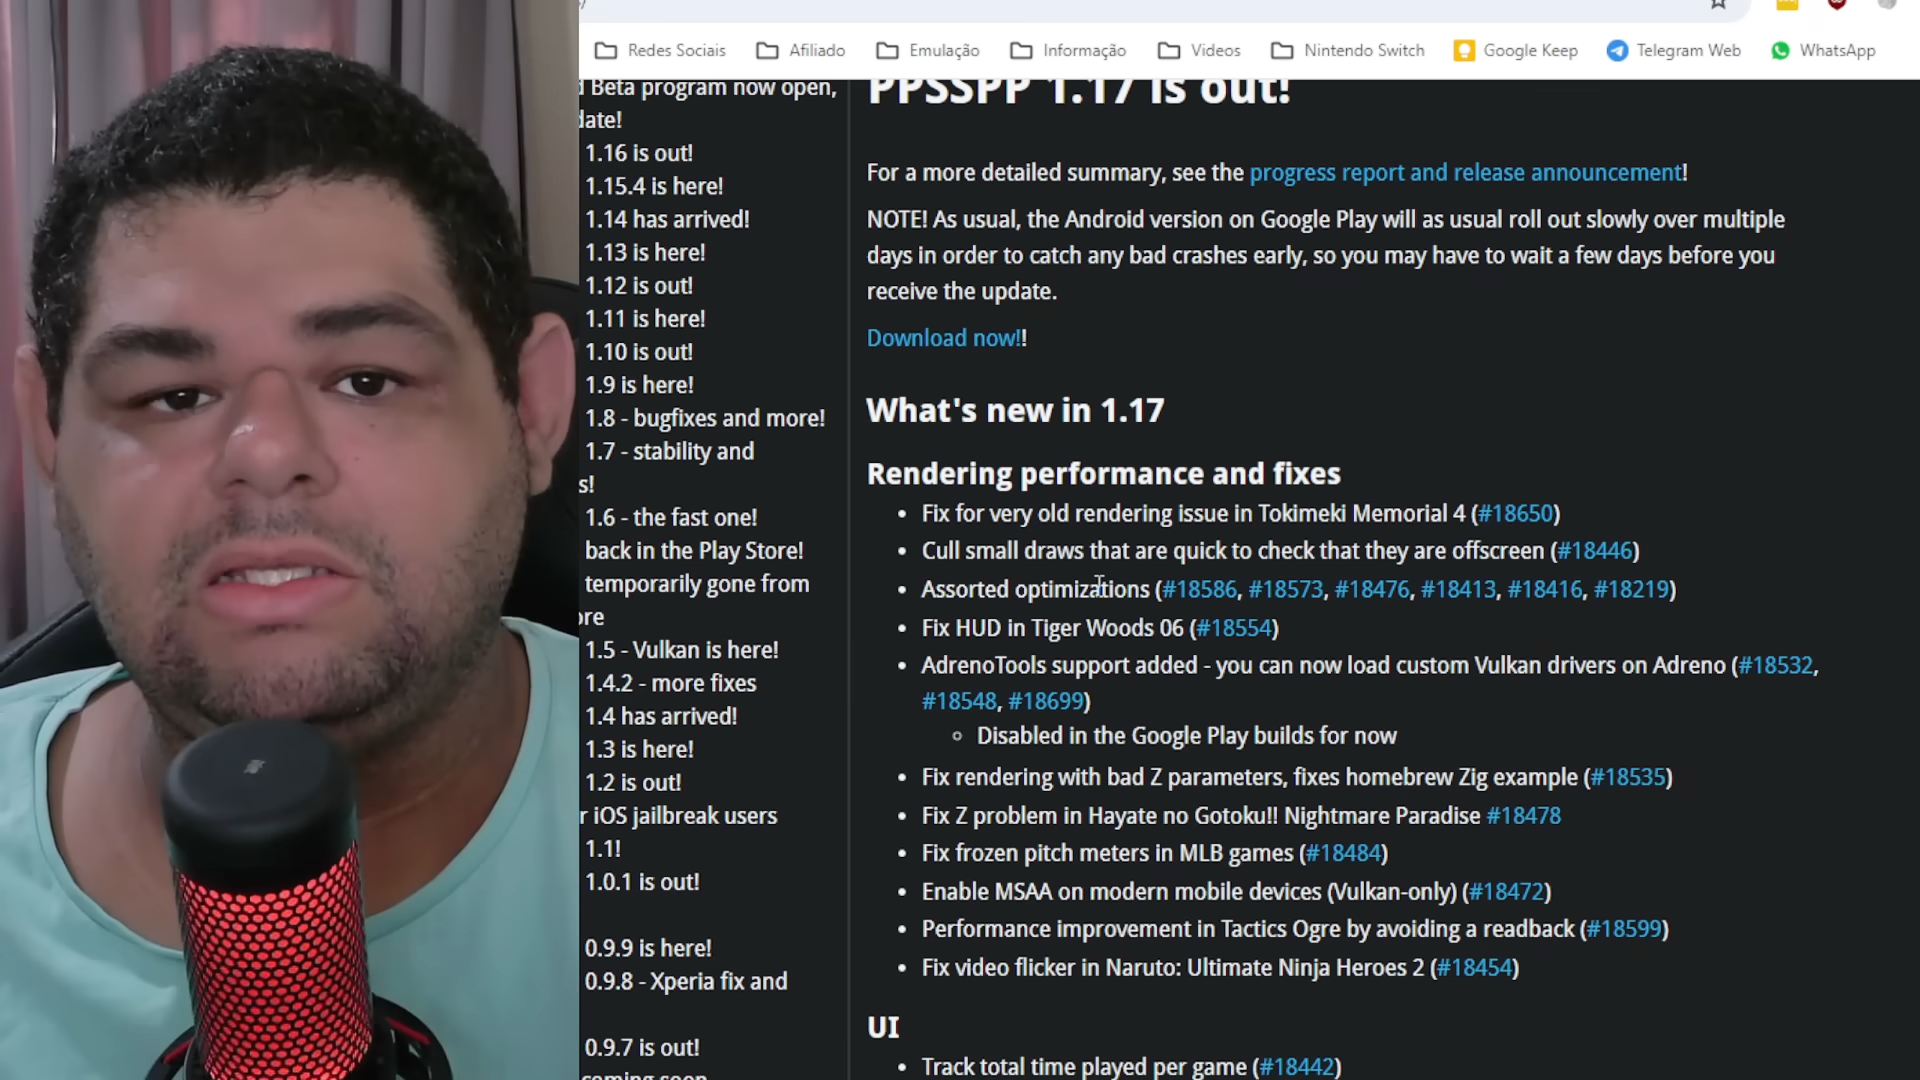 Redes Sociais Afiliado Emulação Informação Videos Nintendo Switch Google Keep Telegram Web WhatsApp
Beta program now open,
date!
1.16 is out!
1.15.4 is here!
1.14 has arrived!
1.13 is here!
1.12 is out!
1.11 is here!
1.10 is out!
1.9 is here!
1.8 - bugfixes and more!
1.7 - stability and
s!
1.6 - the fast one!
back in the Play Store!
temporarily gone from
ore
1.5 - Vulkan is here!
1.4.2 - more fixes
1.4 has arrived!
1.3 is here!
1.2 is out!
r iOS jailbreak users
1.1!
1.0.1 is out!
0.9.9 is here!
0.9.8 - Xperia fix and
0.9.7 is out!
coming soon
PPSSPP 1.17 is out!
For a more detailed summary, see the progress report and release announcement!
NOTE! As usual, the Android version on Google Play will as usual roll out slowly over multiple
days in order to catch any bad crashes early, so you may have to wait a few days before you
receive the update.
Download now!!
What's new in 1.17
Rendering performance and fixes
• Fix for very old rendering issue in Tokimeki Memorial 4 (#18650)
• Cull small draws that are quick to check that they are offscreen (#18446)
• Assorted optimizations (#18586, #18573, #18476, #18413, #18416, #18219)
• Fix HUD in Tiger Woods 06 (#18554)
• AdrenoTools support added - you can now load custom Vulkan drivers on Adreno (#18532,
#18548, #18699)
◦ Disabled in the Google Play builds for now
• Fix rendering with bad Z parameters, fixes homebrew Zig example (#18535)
• Fix Z problem in Hayate no Gotoku!! Nightmare Paradise #18478
• Fix frozen pitch meters in MLB games (#18484)
• Enable MSAA on modern mobile devices (Vulkan-only) (#18472)
• Performance improvement in Tactics Ogre by avoiding a readback (#18599)
• Fix video flicker in Naruto: Ultimate Ninja Heroes 2 (#18454)
UI
• Track total time played per game (#18442)